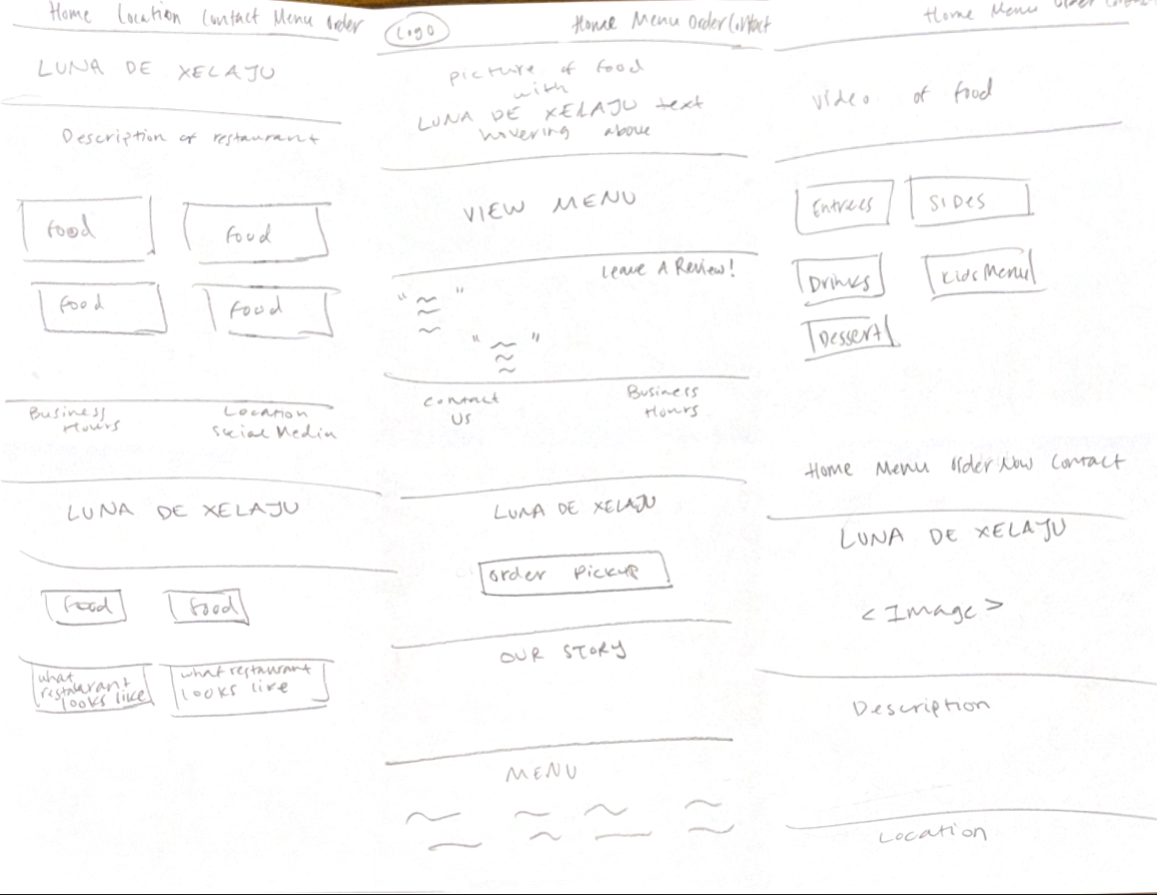 Home Location Contact Menu Order
LUNA DE XELAJU
Description of restaurant
Food
Food
Food
Food
Business
Hours
Location
Social Media
Logo
Home Menu Order Contact
picture of food
with
LUNA DE XELAJU text
hovering above
VIEW MENU
Leave A Review!
" "
" "
Contact
US
Business
Hours
Home Menu Order
video of food
Entrees
SIDES
Drinks
Kids Menu
Dessert
LUNA DE XELAJU
Food
Food
what
restaurant
looks like
what restaurant
looks like
LUNA DE XELAJU
Order Pickup
OUR STORY
MENU
Home Menu Order Now Contact
LUNA DE XELAJU
<Image>
Description
Location